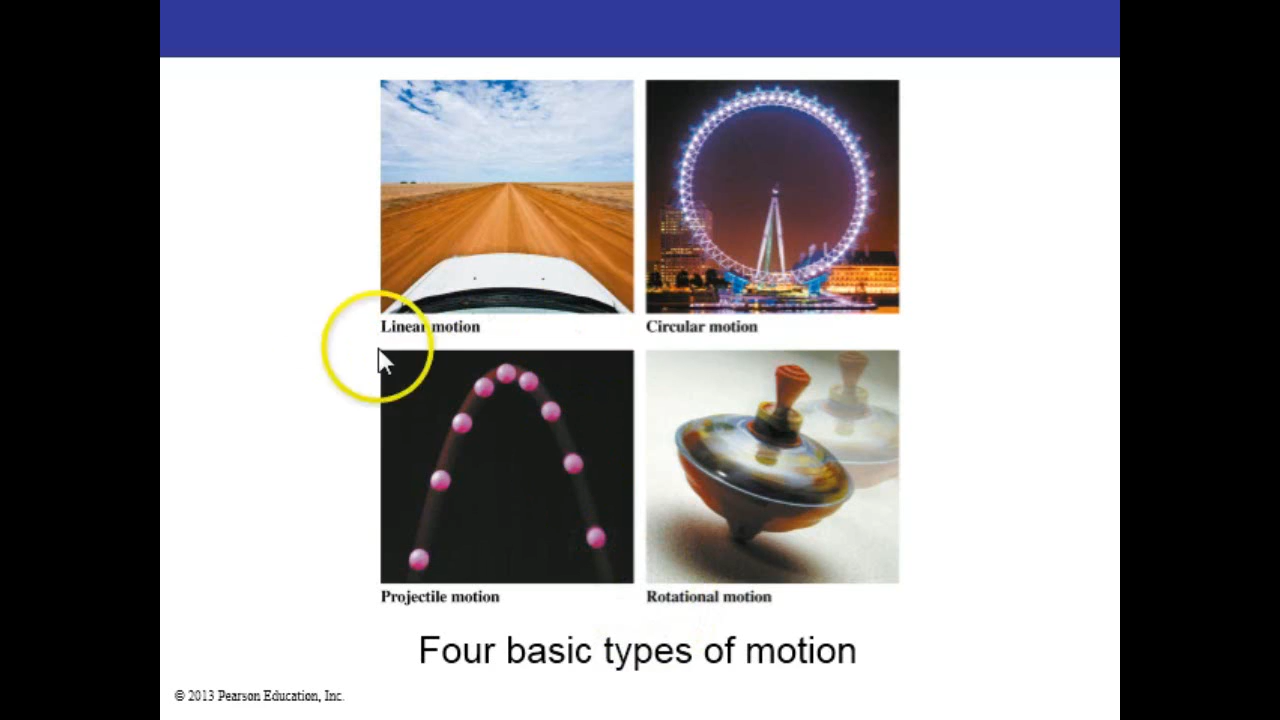 Linear motion
Circular motion
Projectile motion
Rotational motion
Four basic types of motion
© 2013 Pearson Education, Inc.